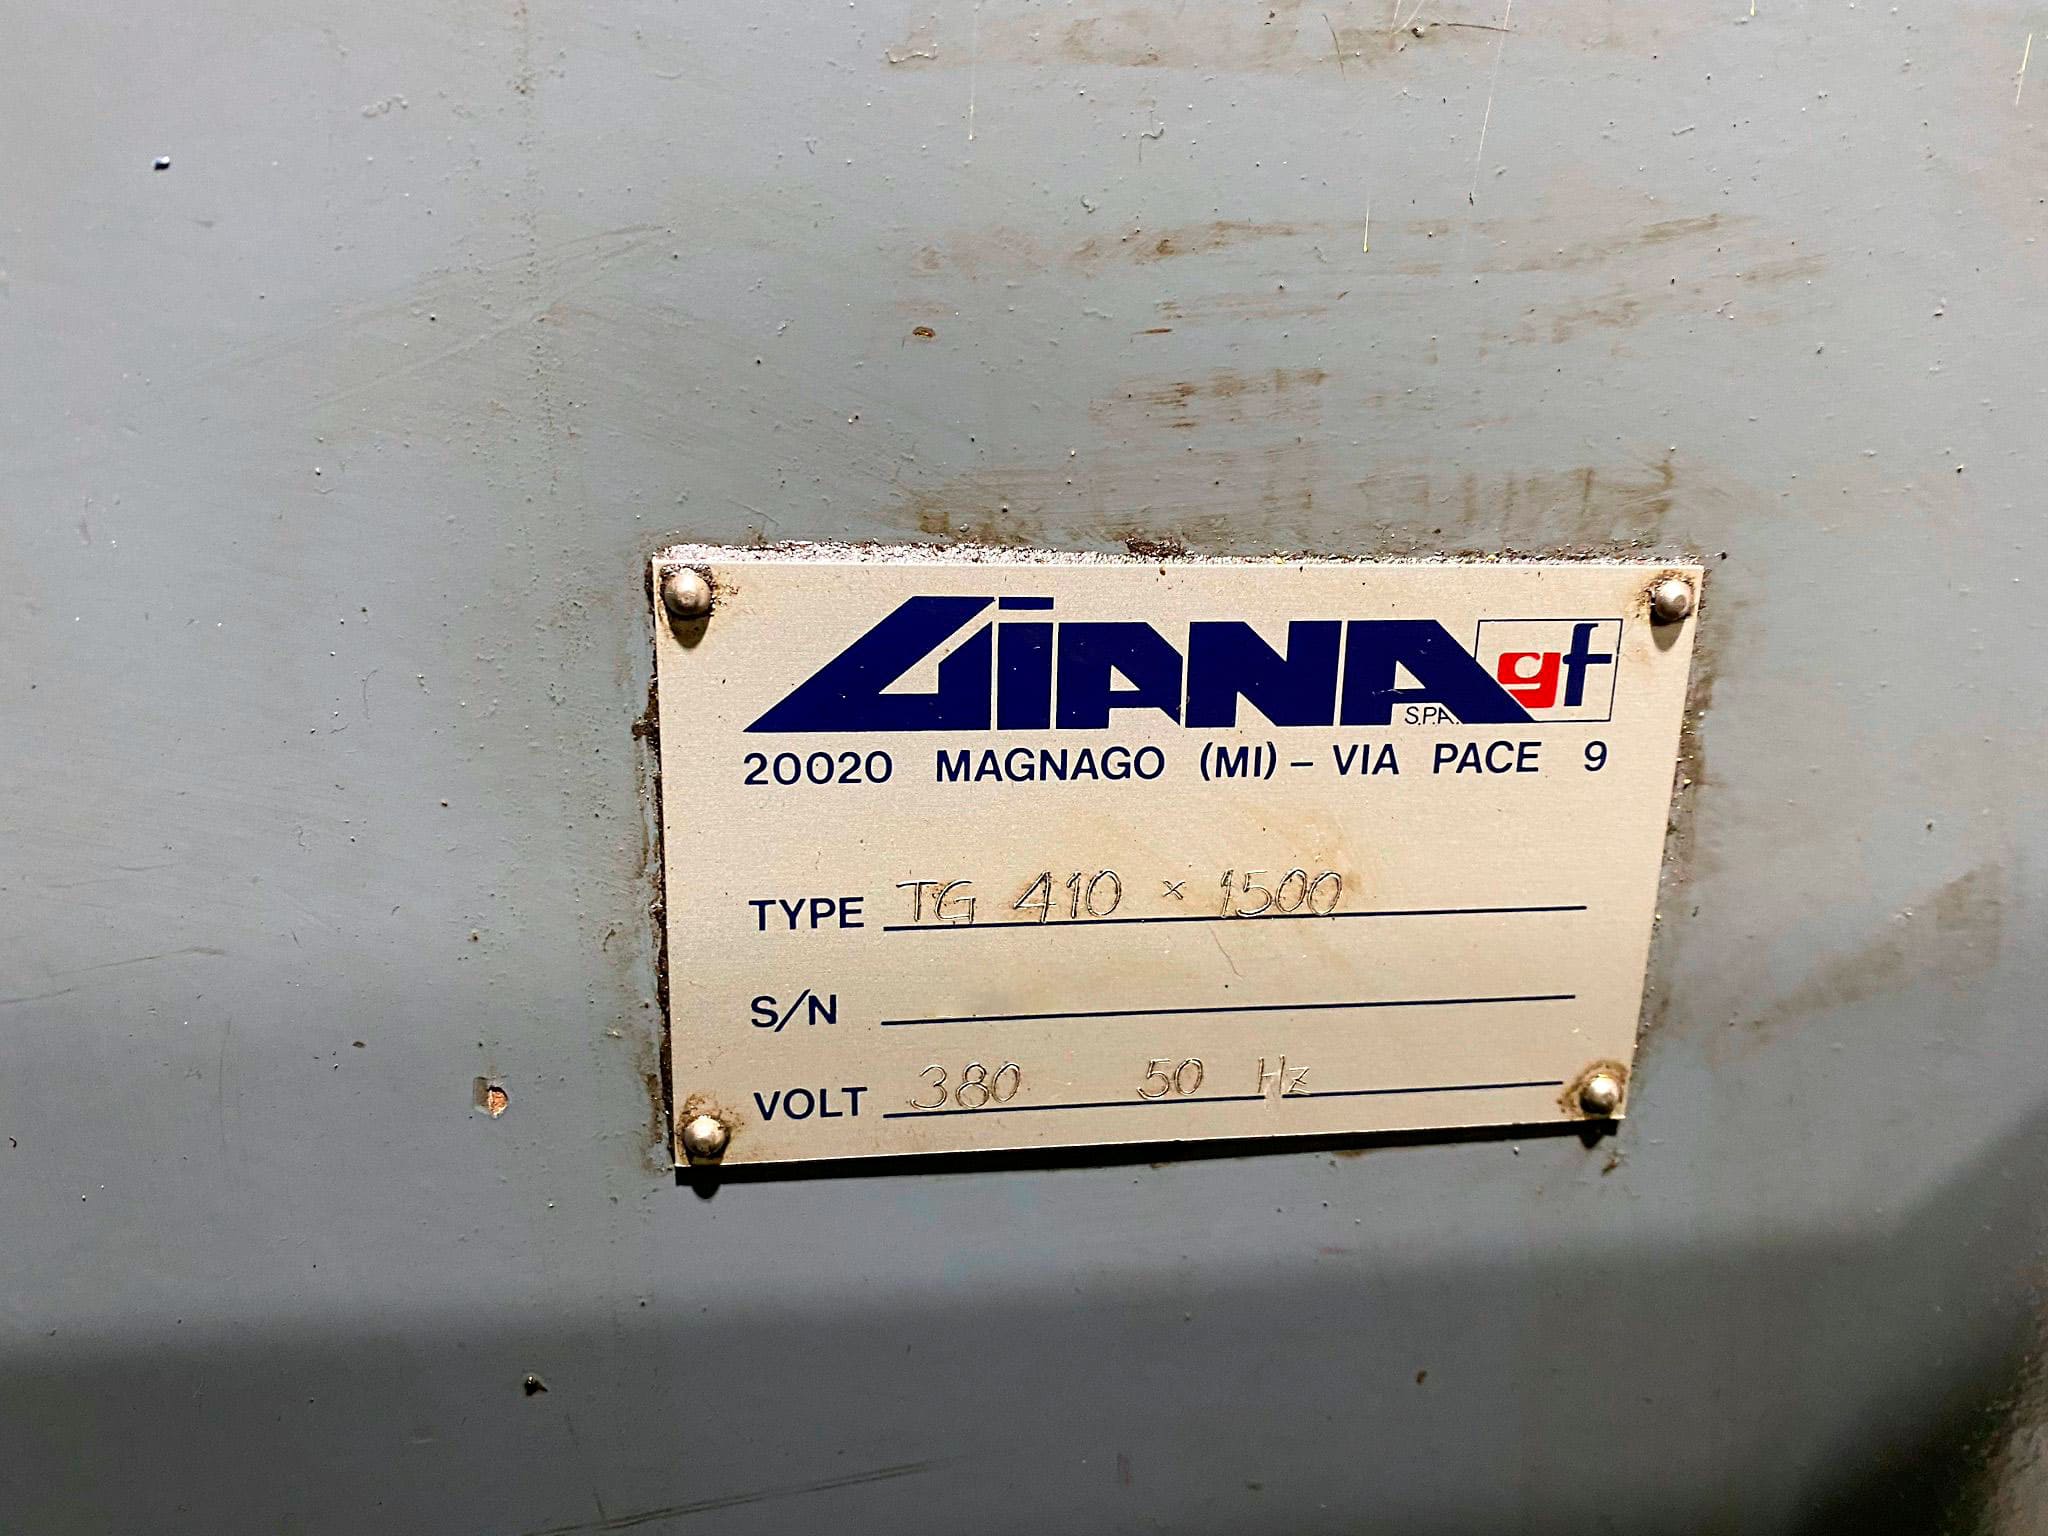 GIANA S.P.A. gf
20020 MAGNAGO (MI) – VIA PACE 9
TYPE TG 410 x 1500
S/N
VOLT 380 50 Hz